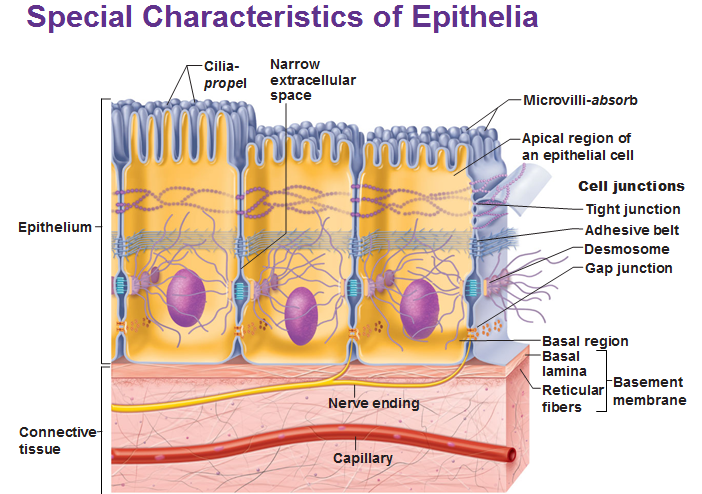 Special Characteristics of Epithelia
Cilia-
propel
Narrow
extracellular
space
Microvilli-absorb
Apical region of
an epithelial cell
Cell junctions
Tight junction
Adhesive belt
Desmosome
Gap junction
Epithelium
Basal region
Basal
lamina
Reticular
fibers
Basement
membrane
Nerve ending
Connective
tissue
Capillary